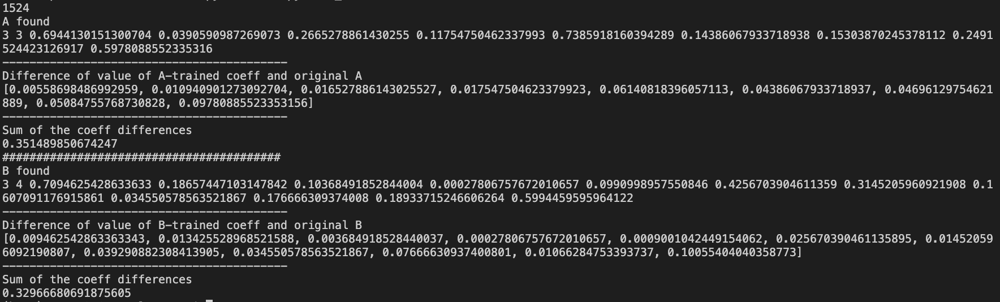 1524
A found
3 3 0.6944130151300704 0.0390590987269073 0.2665278861430255 0.11754750462337993 0.7385918160394289 0.14386067933718938 0.15303870245378112 0.2491
524423126917 0.5978088552335316
------------------------------------------
Difference of value of A-trained coeff and original A
[0.00558698486992959, 0.010940901273092704, 0.016527886143025527, 0.017547504623379923, 0.06140818396057113, 0.04386067933718937, 0.04696129754621
889, 0.05084755768730828, 0.09780885523353156]
------------------------------------------
Sum of the coeff differences
0.351489850674247
#########################################
B found
3 4 0.7094625428633633 0.18657447103147842 0.10368491852844004 0.00027806757672010657 0.0990998957550846 0.4256703904611359 0.3145205960921908 0.1
607091176915861 0.034550578563521867 0.176666309374008 0.18933715246606264 0.5994459595964122
------------------------------------------
Difference of value of B-trained coeff and original B
[0.009462542863363343, 0.013425528968521588, 0.003684918528440037, 0.00027806757672010657, 0.0009001042449154062, 0.025670390461135895, 0.01452059
6092190807, 0.039290882308413905, 0.034550578563521867, 0.07666630937400801, 0.01066284753393737, 0.10055404040358773]
------------------------------------------
Sum of the coeff differences
0.32966680691875605